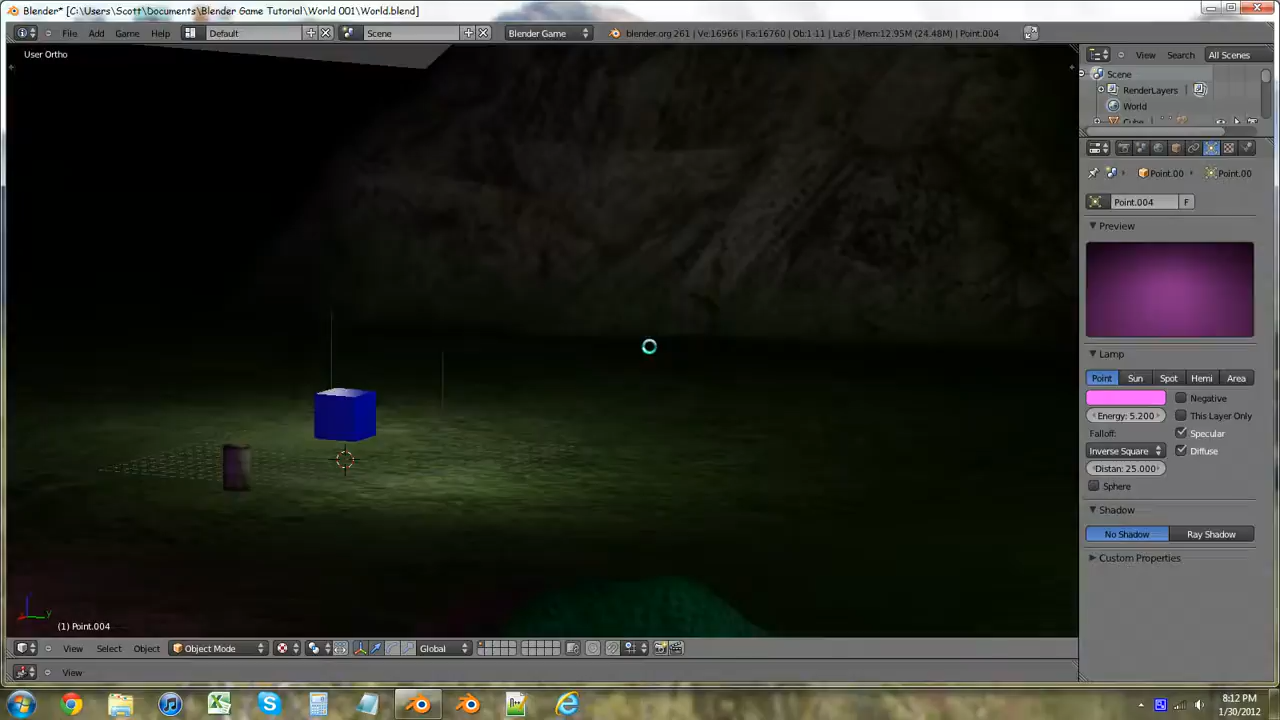 Blender* [C:\Users\Scott\Documents\Blender Game Tutorial\World 001\World.blend]
File Add Game Help Default Scene Blender Game blender.org 261 | Ve:16966 | Fa:16760 | Ob:1-11 | La:6 | Mem:12.95M (24.48M) | Point.004
User Ortho
View Search All Scenes
Scene
RenderLayers
World
Cube
Point.00 Point.00
Point.004 F
Preview
Lamp
Point Sun Spot Hemi Area
Negative
Energy: 5.200 This Layer Only
Falloff: Specular
Inverse Square Diffuse
Distan: 25.000
Sphere
Shadow
No Shadow Ray Shadow
Custom Properties
z
y
(1) Point.004
View Select Object Object Mode Global
View
8:12 PM
1/30/2012